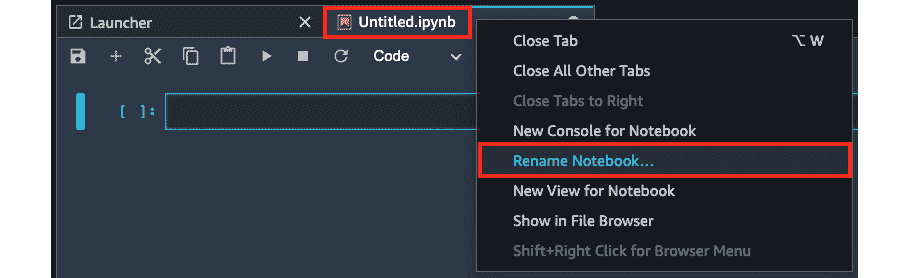 Launcher
Untitled.ipynb
Code
[ ]:
Close Tab ⌥ W
Close All Other Tabs
Close Tabs to Right
New Console for Notebook
Rename Notebook…
New View for Notebook
Show in File Browser
Shift+Right Click for Browser Menu